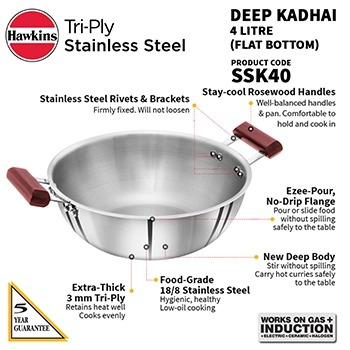 Hawkins
Tri-Ply
Stainless Steel
DEEP KADHAI
4 LITRE
(FLAT BOTTOM)
PRODUCT CODE
SSK40
Stay-cool Rosewood Handles
Well-balanced handles
& pan. Comfortable to
hold and cook in
Stainless Steel Rivets & Brackets
Firmly fixed. Will not loosen
Ezee-Pour,
No-Drip Flange
Pour or slide food
without spilling
safely to the table
New Deep Body
Stir without spilling
Carry hot curries safely
to the table
Food-Grade
18/8 Stainless Steel
Hygienic, healthy
Low-oil cooking
Extra-Thick
3 mm Tri-Ply
Retains heat well
Cooks evenly
5
YEAR
GUARANTEE
WORKS ON GAS +
INDUCTION
• ELECTRIC • CERAMIC • HALOGEN